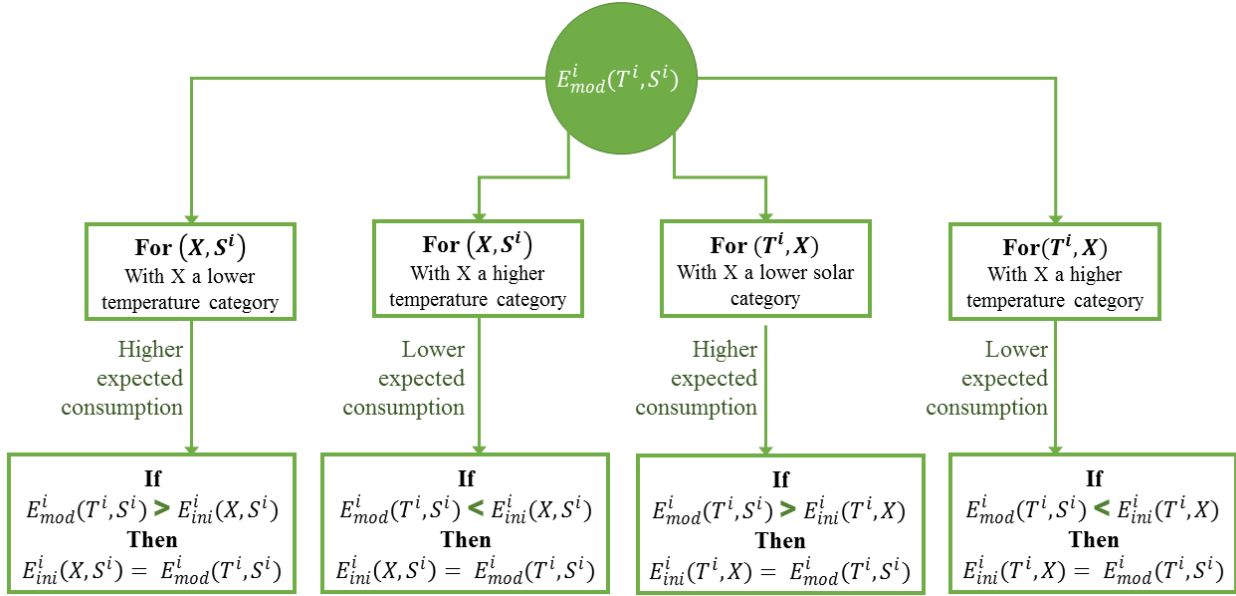 E^i_mod(T^i, S^i)
For (X, S^i)
With X a lower
temperature category
For (X, S^i)
With X a higher
temperature category
For (T^i, X)
With X a lower solar
category
For(T^i, X)
With X a higher
temperature category
Higher
expected
consumption
Lower
expected
consumption
Higher
expected
consumption
Lower
expected
consumption
If
E^i_mod(T^i, S^i) > E^i_ini(X, S^i)
Then
E^i_ini(X, S^i) = E^i_mod(T^i, S^i)
If
E^i_mod(T^i, S^i) < E^i_ini(X, S^i)
Then
E^i_ini(X, S^i) = E^i_mod(T^i, S^i)
If
E^i_mod(T^i, S^i) > E^i_ini(T^i, X)
Then
E^i_ini(T^i, X) = E^i_mod(T^i, S^i)
If
E^i_mod(T^i, S^i) < E^i_ini(T^i, X)
Then
E^i_ini(T^i, X) = E^i_mod(T^i, S^i)